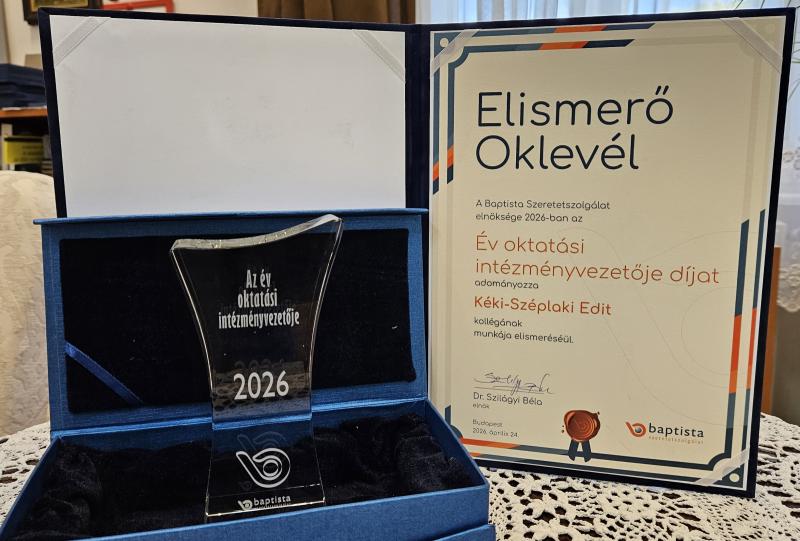 Az év
oktatási
intézményvezetője
2026
baptista
Elismerő
Oklevél
A Baptista Szeretetszolgálat
elnöksége 2026-ban az
Év oktatási
intézményvezetője díjat
adományozza
Kéki-Széplaki Edit
kollégának
munkája elismeréséül.
Dr. Szilágyi Béla
elnök
Budapest
2026. április 24.
baptista
szeretetszolgálat